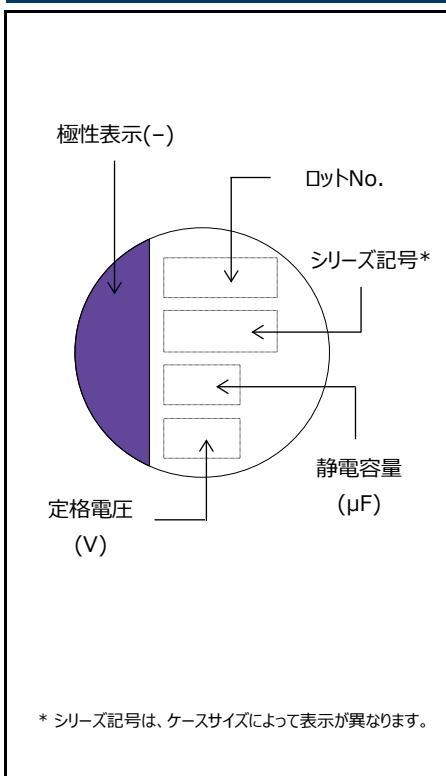 極性表示(−)
ロットNo.
シリーズ記号*
静電容量
(μF)
定格電圧
(V)
* シリーズ記号は、ケースサイズによって表示が異なります。